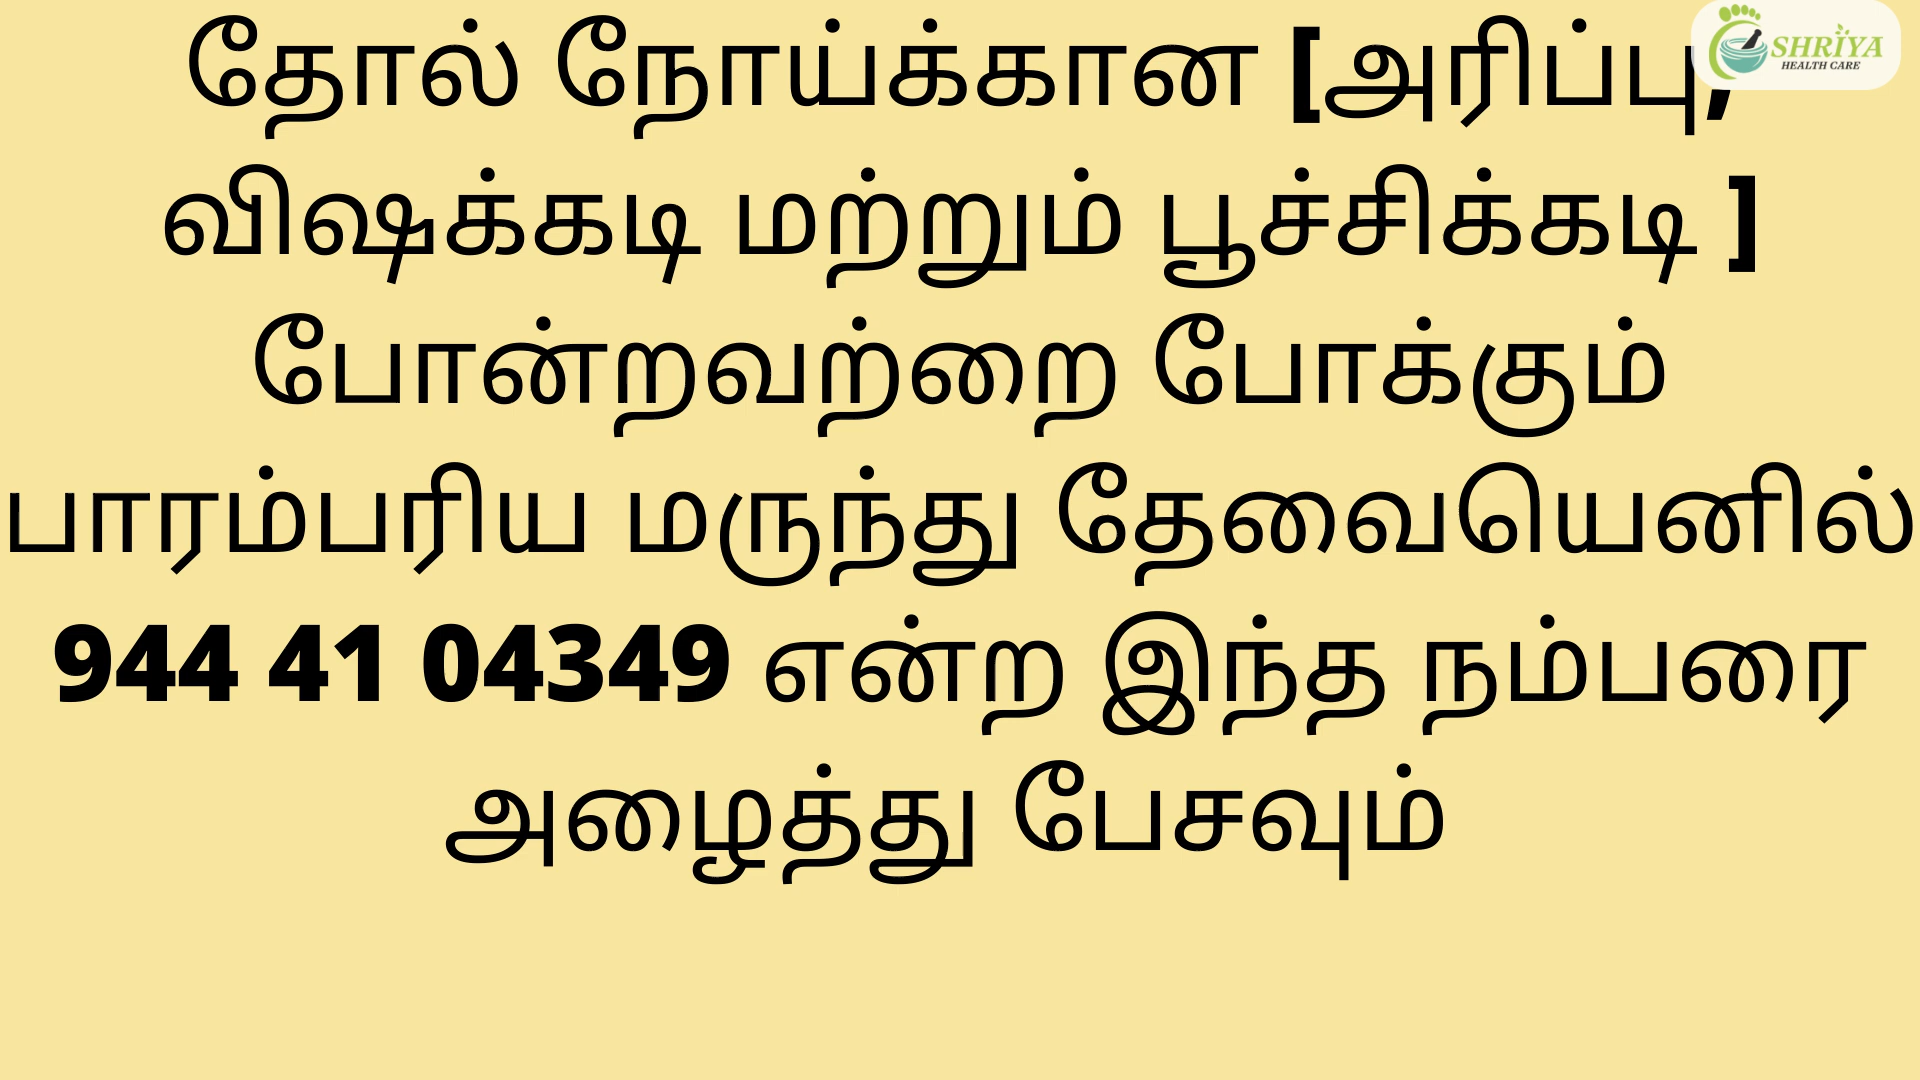 தோல் நோய்க்கான [அரிப்பு,
விஷக்கடி மற்றும் பூச்சிக்கடி ]
போன்றவற்றை போக்கும்
பாரம்பரிய மருந்து தேவையெனில்
944 41 04349 என்ற இந்த நம்பரை
அழைத்து பேசவும்
SHRIYA
HEALTH CARE